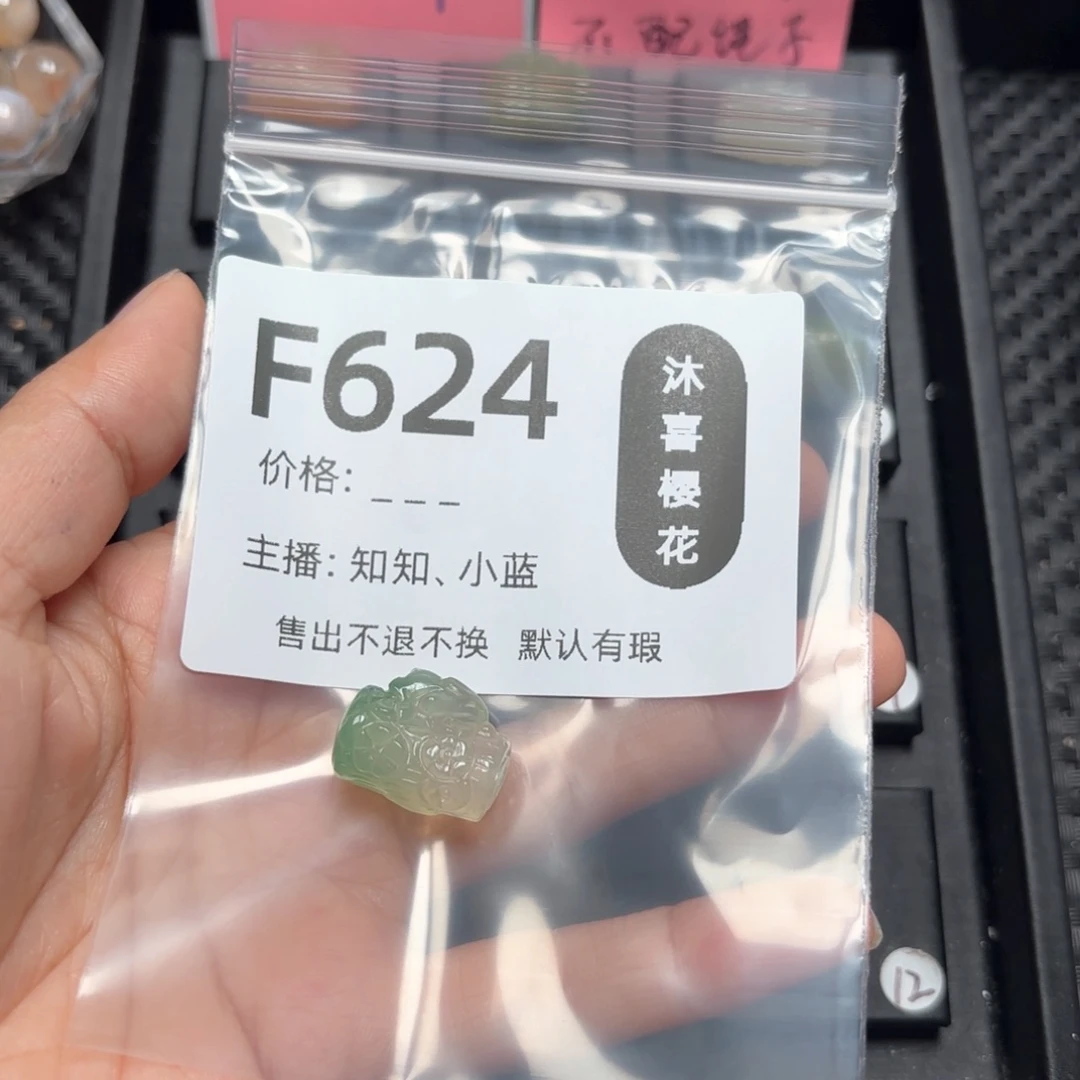 不配绳子
F624
沐喜樱花
价格: _ _ _
主播: 知知、小蓝
售出不退不换 默认有瑕
12